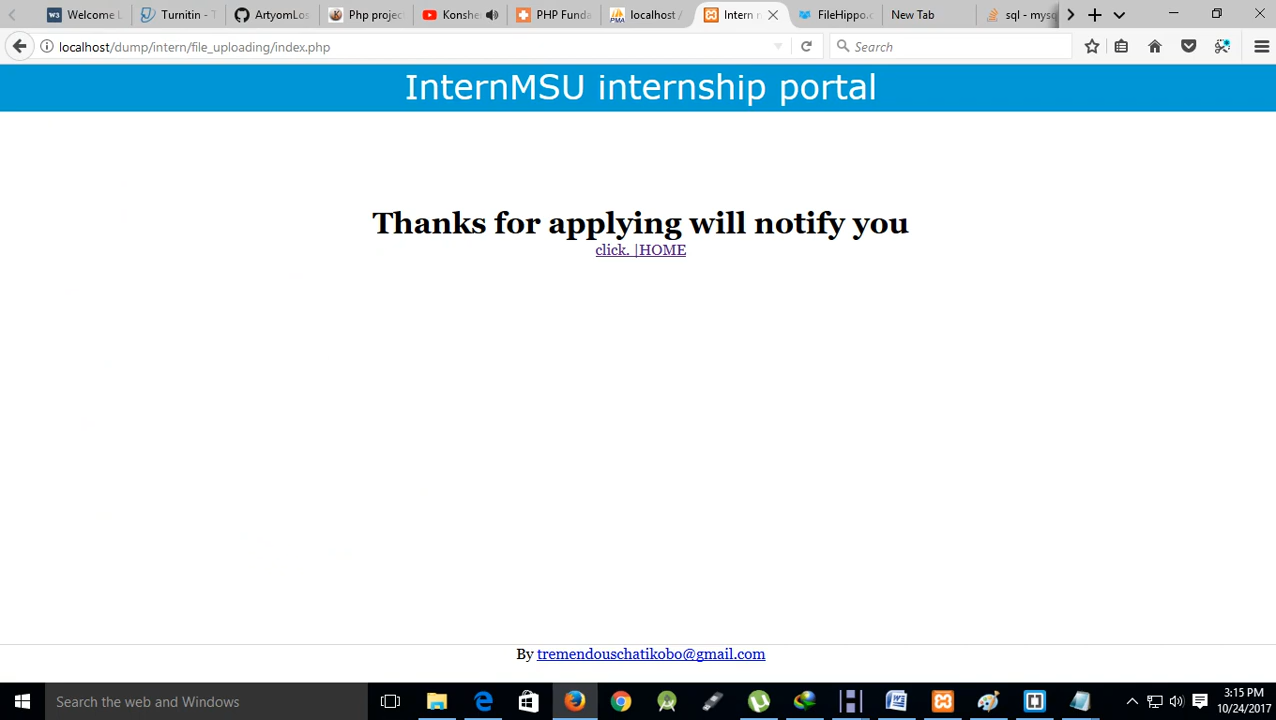 Welcome
Turnitin - T
ArtyomLos
Php project
Konshe
PHP Funda
localhost /
Intern r
FileHippo.c
New Tab
sql - mysq
localhost/dump/intern/file_uploading/index.php
Search
InternMSU internship portal
Thanks for applying will notify you
click. |HOME
By tremendouschatikobo@gmail.com
Search the web and Windows
3:15 PM
10/24/2017